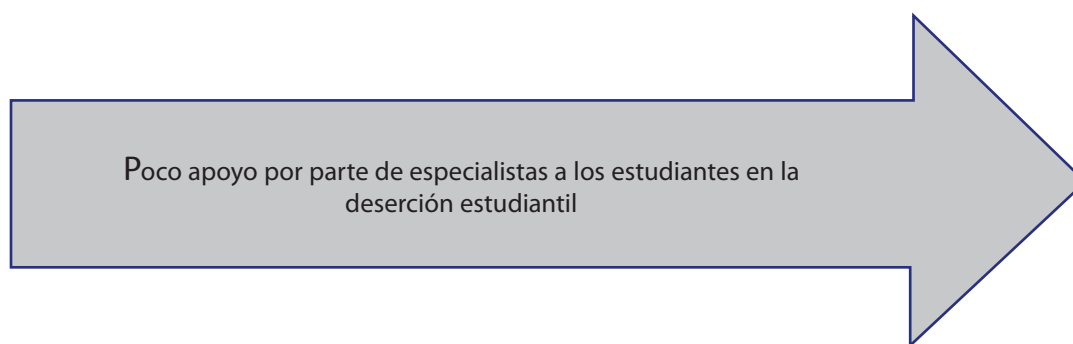 Poco apoyo por parte de especialistas a los estudiantes en la
deserción estudiantil